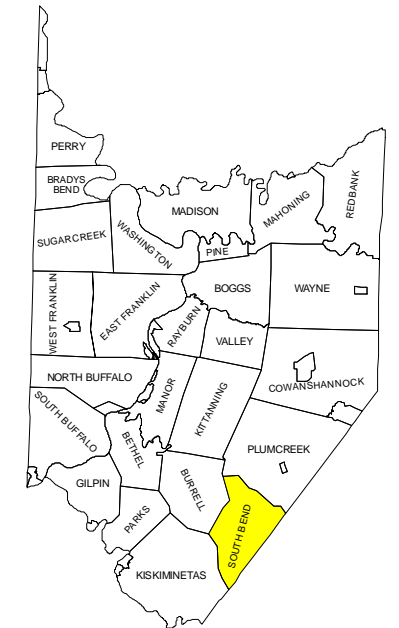 PERRY
BRADYS
BEND
MADISON
MAHONING
REDBANK
SUGARCREEK
WASHINGTON
PINE
WEST FRANKLIN
EAST FRANKLIN
BOGGS
WAYNE
RAYBURN
VALLEY
NORTH BUFFALO
MANOR
KITTANNING
COWANSHANNOCK
SOUTH BUFFALO
BETHEL
PLUMCREEK
GILPIN
BURRELL
PARKS
SOUTH BEND
KISKIMINETAS